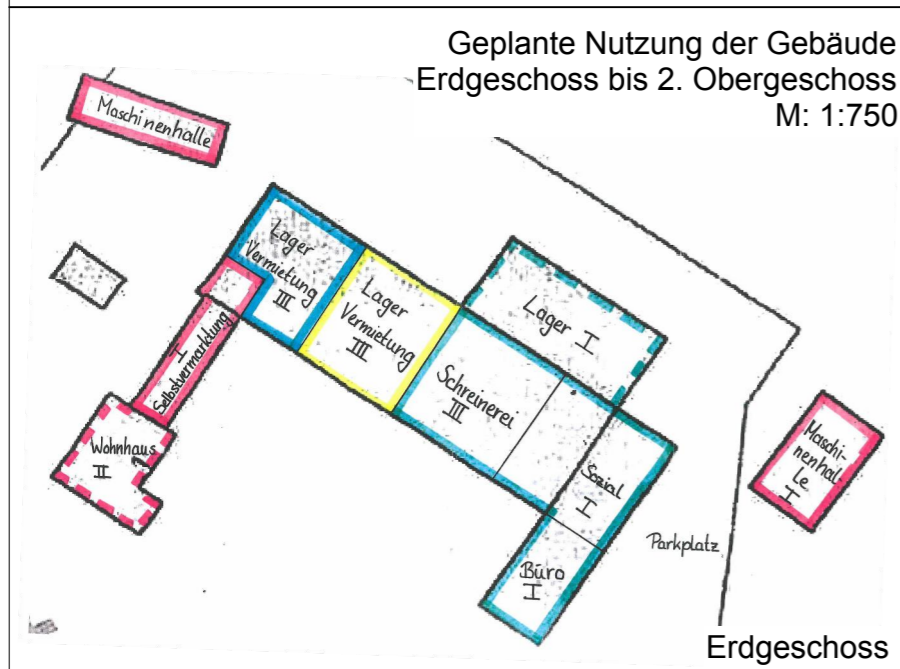 Geplante Nutzung der Gebäude
Erdgeschoss bis 2. Obergeschoss
M: 1:750
Maschinenhalle
Lager
Vermietung
III
Lager
Vermietung
III
Lager I
I
Selbstvermarktung
Schreinerei
III
Wohnhaus
II
Sozial
I
Maschi-
nenhal
le
I
Parkplatz
Büro
I
Erdgeschoss